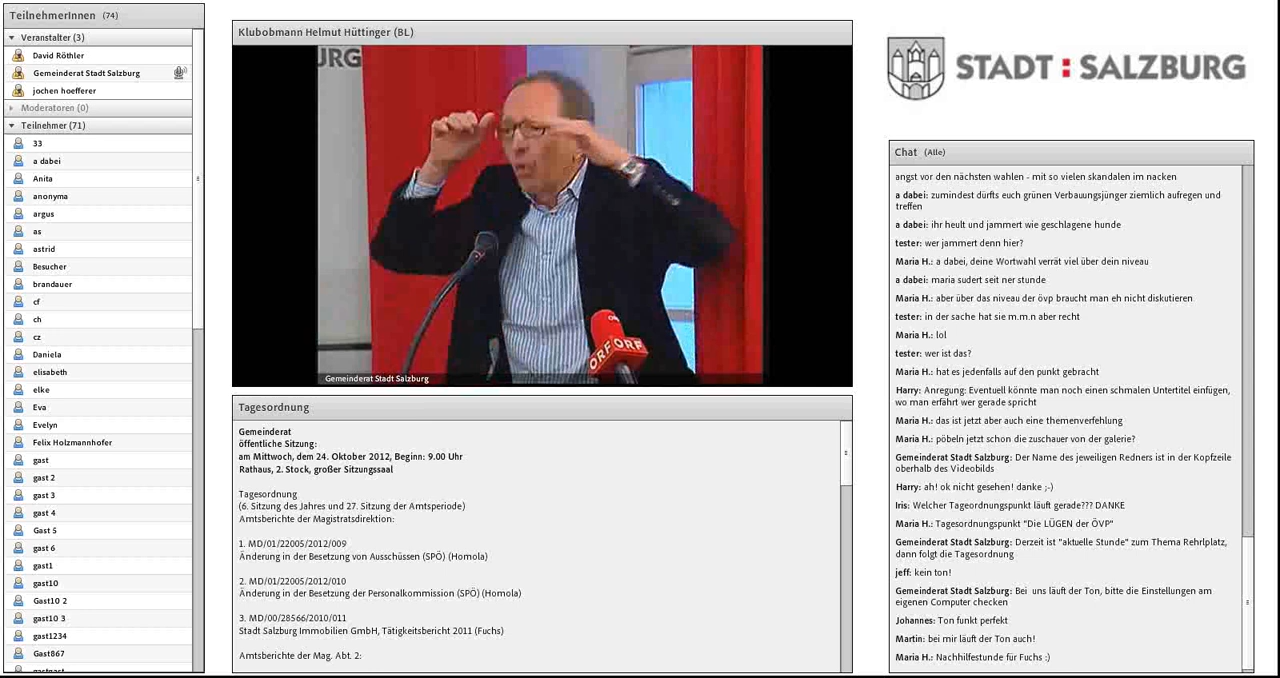 TeilnehmerInnen (74)
Veranstalter (3)
David Röthler
Gemeinderat Stadt Salzburg
jochen hoefferer
Moderatoren (0)
Teilnehmer (71)
33
a dabei
Anita
anonyma
argus
as
astrid
Besucher
brandauer
cf
ch
cz
Daniela
elisabeth
elke
Eva
Evelyn
Felix Holzmannhofer
gast
gast 2
gast 3
gast 4
Gast 5
gast 6
gast1
gast10
Gast10 2
gast10 3
gast1234
Gast867
gastgast
Klubobmann Helmut Hüttinger (BL)
URG
ORF ORF
Gemeinderat Stadt Salzburg
Tagesordnung
Gemeinderat
öffentliche Sitzung:
am Mittwoch, dem 24. Oktober 2012, Beginn: 9.00 Uhr
Rathaus, 2. Stock, großer Sitzungssaal
Tagesordnung
(6. Sitzung des Jahres und 27. Sitzung der Amtsperiode)
Amtsberichte der Magistratsdirektion:
1. MD/01/22005/2012/009
Änderung in der Besetzung von Ausschüssen (SPÖ) (Homola)
2. MD/01/22005/2012/010
Änderung in der Besetzung der Personalkommission (SPÖ) (Homola)
3. MD/00/28566/2010/011
Stadt Salzburg Immobilien GmbH, Tätigkeitsbericht 2011 (Fuchs)
Amtsberichte der Mag. Abt. 2:
STADT : SALZBURG
Chat (Alle)
angst vor den nächsten wahlen - mit so vielen skandalen im nacken
a dabei: zumindest dürfts euch grünen Verbauungsjünger ziemlich aufregen und
treffen
a dabei: ihr heult und jammert wie geschlagene hunde
tester: wer jammert denn hier?
Maria H.: a dabei, deine Wortwahl verrät viel über dein niveau
a dabei: maria sudert seit ner stunde
Maria H.: aber über das niveau der övp braucht man eh nicht diskutieren
tester: in der sache hat sie m.m.n aber recht
Maria H.: lol
tester: wer ist das?
Maria H.: hat es jedenfalls auf den punkt gebracht
Harry: Anregung: Eventuell könnte man noch einen schmalen Untertitel einfügen,
wo man erfährt wer gerade spricht
Maria H.: das ist jetzt aber auch eine themenverfehlung
Maria H.: pöbeln jetzt schon die zuschauer von der galerie?
Gemeinderat Stadt Salzburg: Der Name des jeweiligen Redners ist in der Kopfzeile
oberhalb des Videobilds
Harry: ah! ok nicht gesehen! danke ;-)
Iris: Welcher Tageordnungspunkt läuft gerade??? DANKE
Maria H.: Tagesordnungspunkt "Die LÜGEN der ÖVP"
Gemeinderat Stadt Salzburg: Derzeit ist "aktuelle Stunde" zum Thema Rehrlplatz,
dann folgt die Tagesordnung
jeff: kein ton!
Gemeinderat Stadt Salzburg: Bei uns läuft der Ton, bitte die Einstellungen am
eigenen Computer checken
Johannes: Ton funkt perfekt
Martin: bei mir läuft der Ton auch!
Maria H.: Nachhilfestunde für Fuchs :)